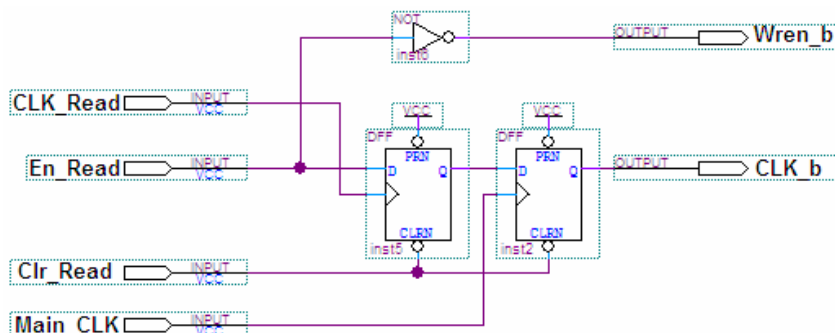 NOT
inst6
OUTPUT
Wren_b
CLK_Read
INPUT
VCC
VCC
VCC
DFF
DFF
PRN
PRN
En_Read
INPUT
VCC
D
Q
D
Q
OUTPUT
CLK_b
CLRN
CLRN
inst5
inst2
Clr_Read
INPUT
VCC
Main_CLK
INPUT
VCC